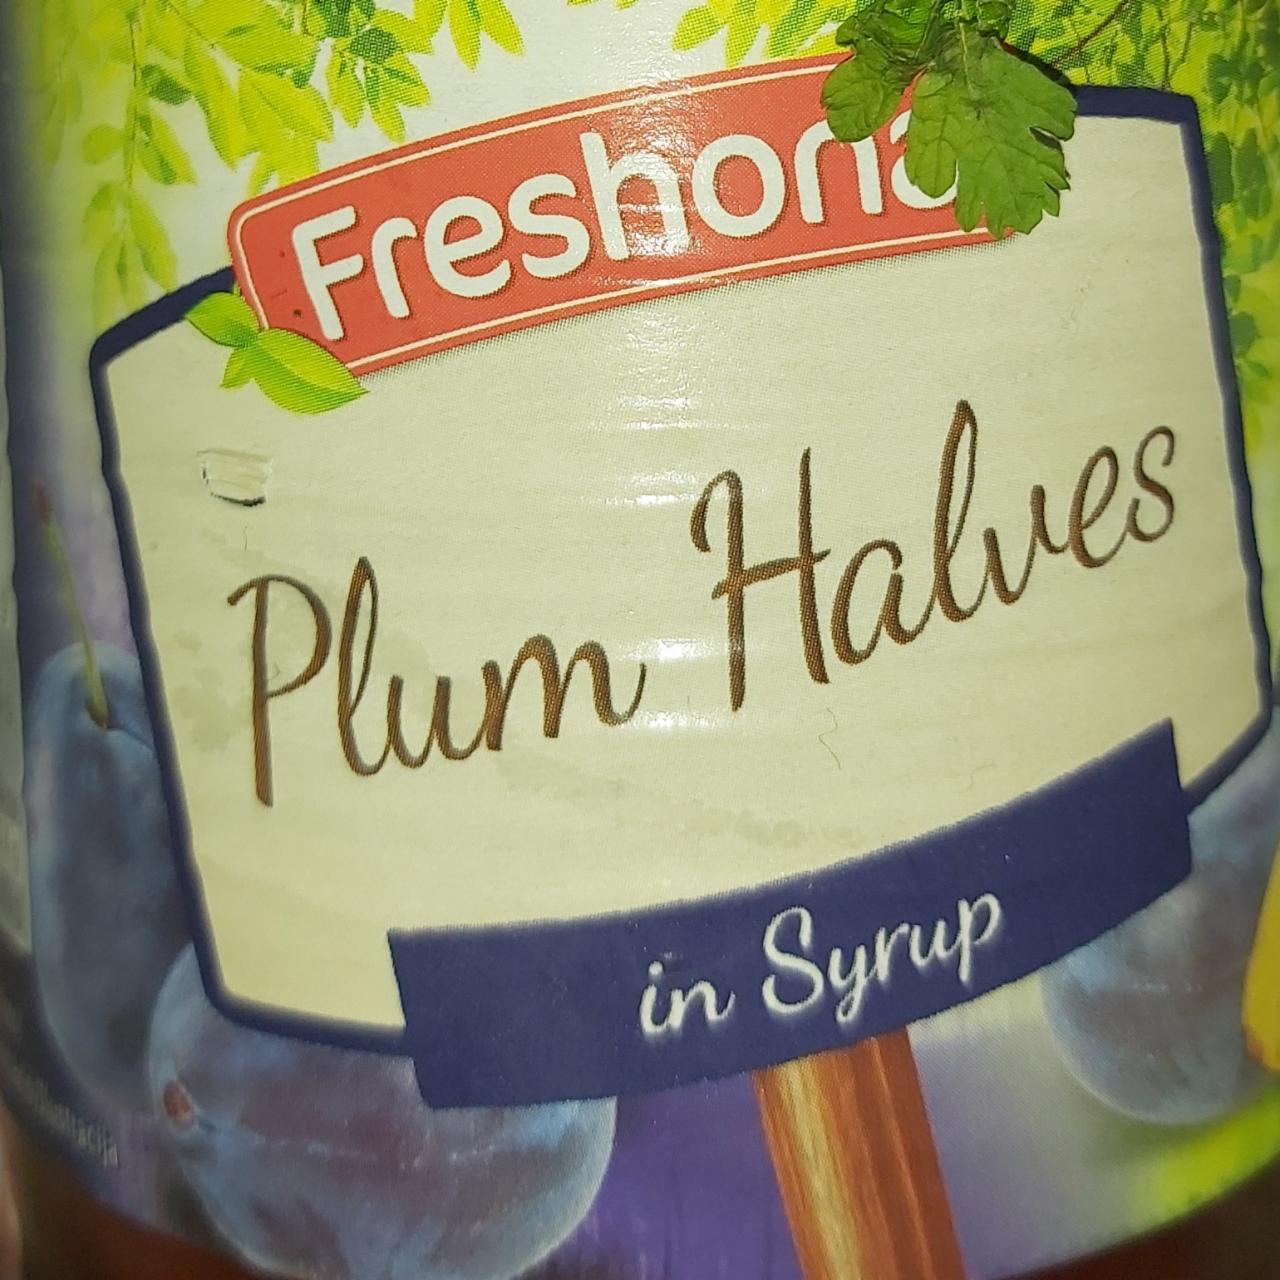 Freshona
Plum Halves
in Syrup